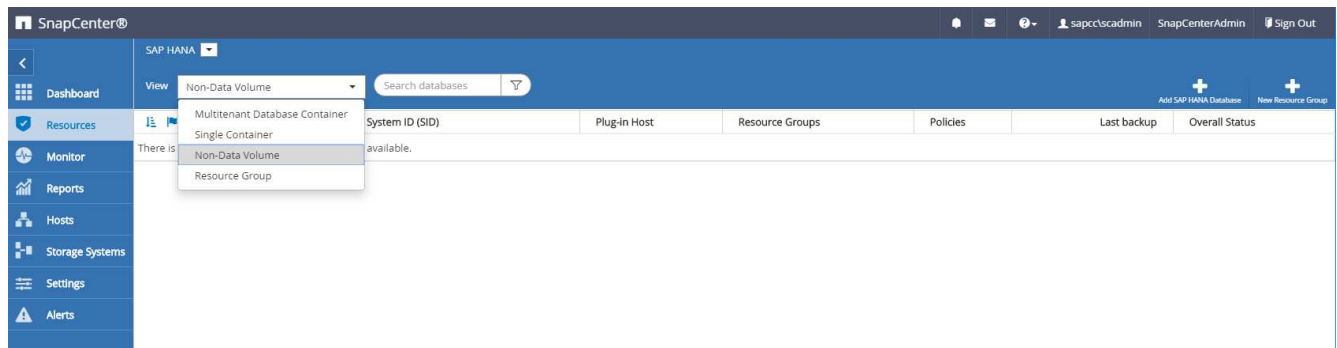 SnapCenter®
sapcc\scadmin SnapCenterAdmin Sign Out
SAP HANA
View Non-Data Volume Search databases
Add SAP HANA Database New Resource Group
Dashboard
Resources
Monitor
Reports
Hosts
Storage Systems
Settings
Alerts
Multitenant Database Container
Single Container
Non-Data Volume
Resource Group
System ID (SID) Plug-in Host Resource Groups Policies Last backup Overall Status
There is available.